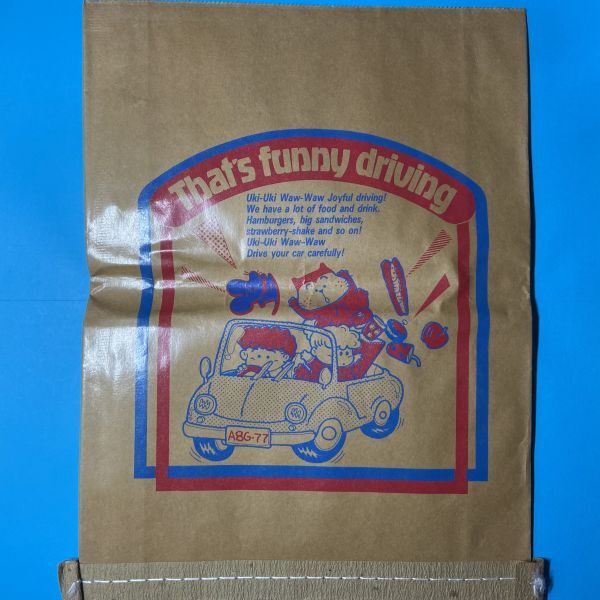 That's funny driving
Uki-Uki Waw-Waw Joyful driving!
We have a lot of food and drink.
Hamburgers, big sandwiches,
strawberry-shake and so on!
Uki-Uki Waw-Waw
Drive your car carefully!
A8G-77